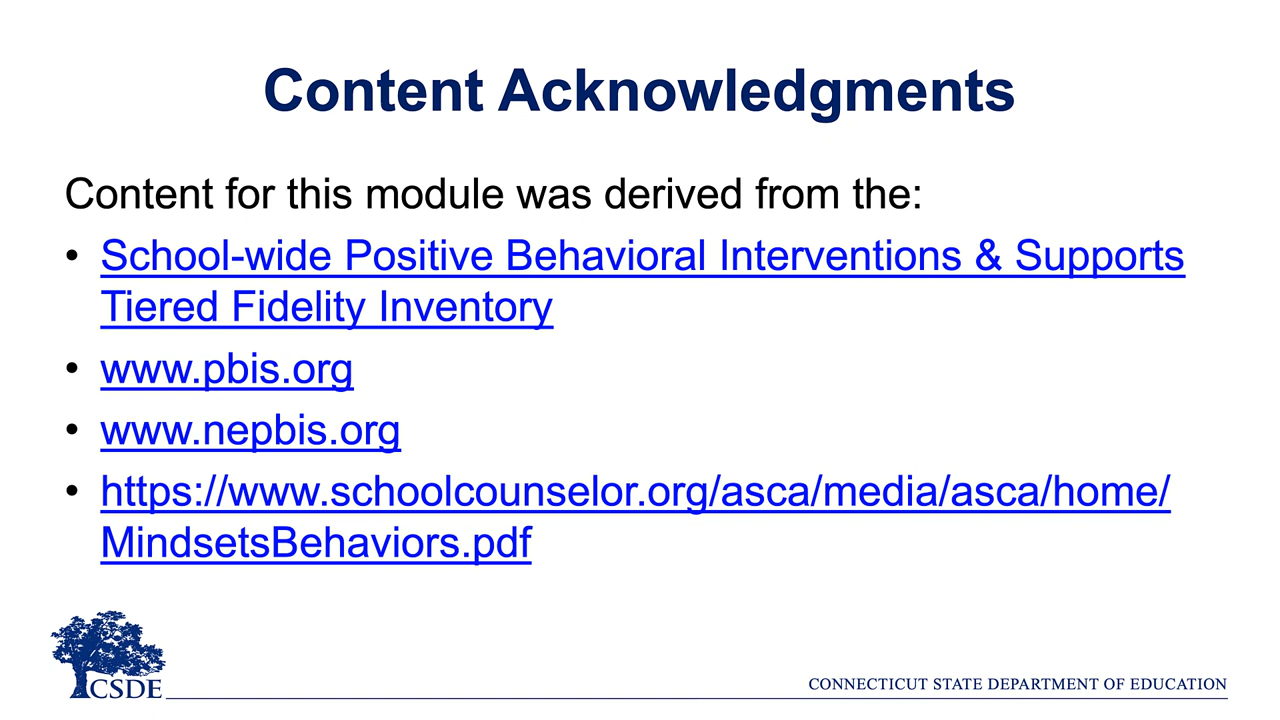 Content Acknowledgments
Content for this module was derived from the:
• School-wide Positive Behavioral Interventions & Supports
Tiered Fidelity Inventory
• www.pbis.org
• www.nepbis.org
• https://www.schoolcounselor.org/asca/media/asca/home/
MindsetsBehaviors.pdf
CSDE
CONNECTICUT STATE DEPARTMENT OF EDUCATION